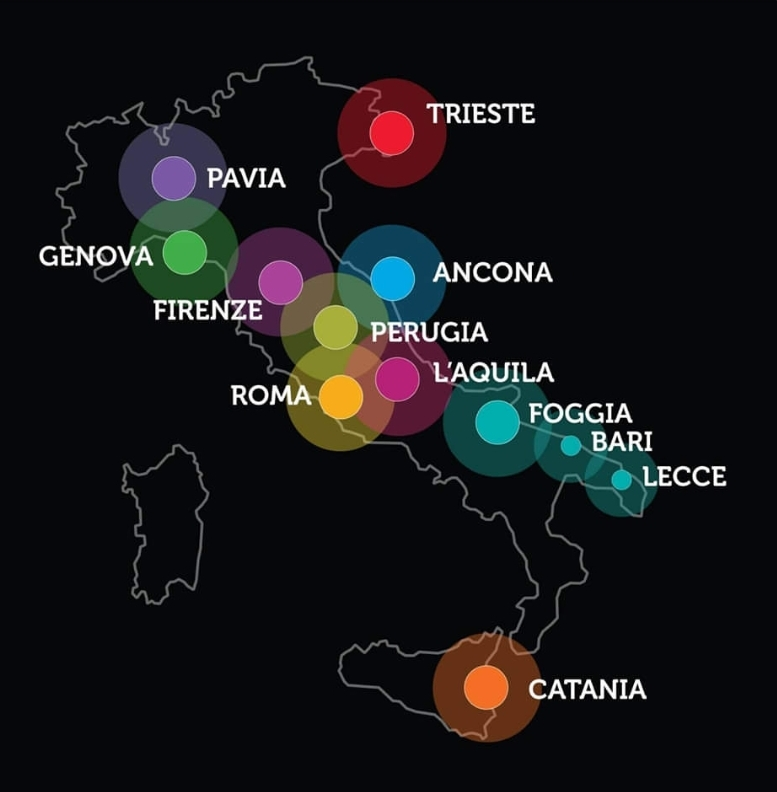 TRIESTE
PAVIA
GENOVA
ANCONA
FIRENZE
PERUGIA
L'AQUILA
ROMA
FOGGIA
BARI
LECCE
CATANIA